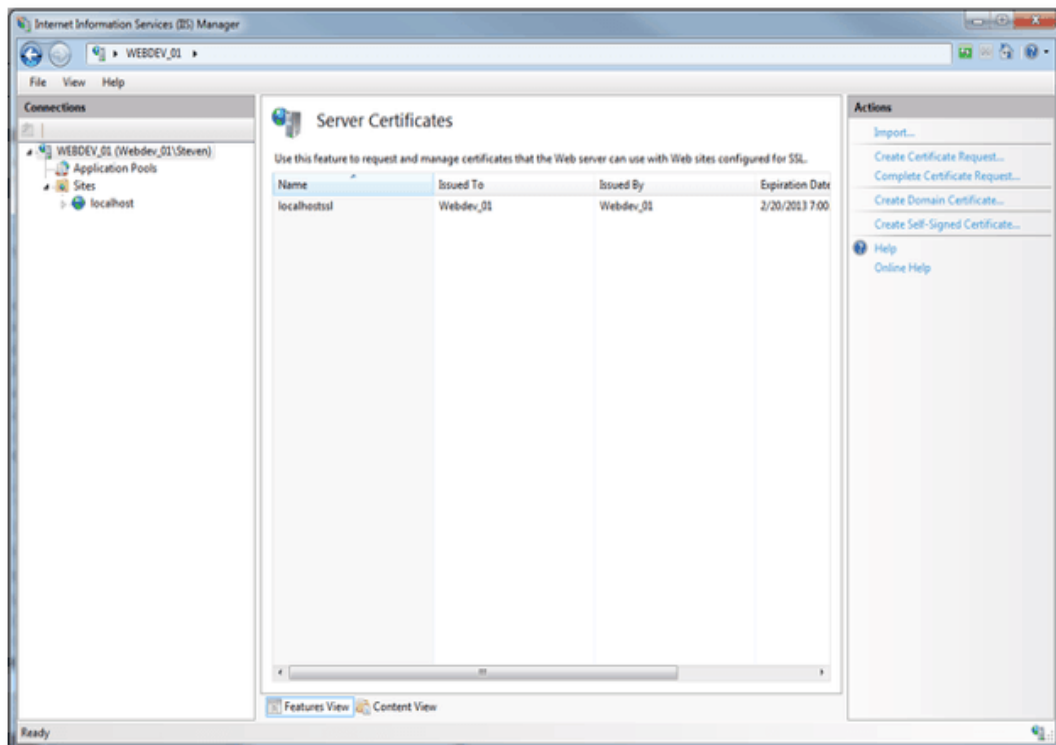 Internet Information Services (IIS) Manager
WEBDEV_01
File View Help
Connections
WEBDEV_01 (Webdev_01\Steven)
Application Pools
Sites
localhost
Server Certificates
Use this feature to request and manage certificates that the Web server can use with Web sites configured for SSL.
Name Issued To Issued By Expiration Date
localhostssl Webdev_01 Webdev_01 2/20/2013 7:00
Features View Content View
Actions
Import...
Create Certificate Request...
Complete Certificate Request...
Create Domain Certificate...
Create Self-Signed Certificate...
Help
Online Help
Ready